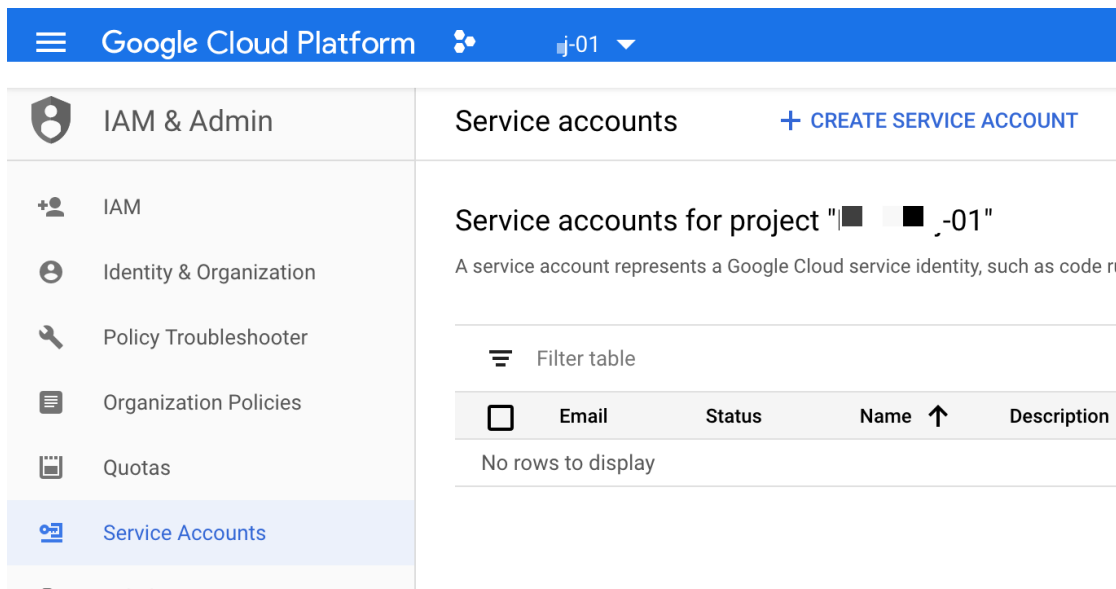 Google Cloud Platform
j-01
IAM & Admin
Service accounts
CREATE SERVICE ACCOUNT
IAM
Identity & Organization
Policy Troubleshooter
Organization Policies
Quotas
Service Accounts
Service accounts for project " -01"
A service account represents a Google Cloud service identity, such as code
Filter table
Email Status Name Description
No rows to display